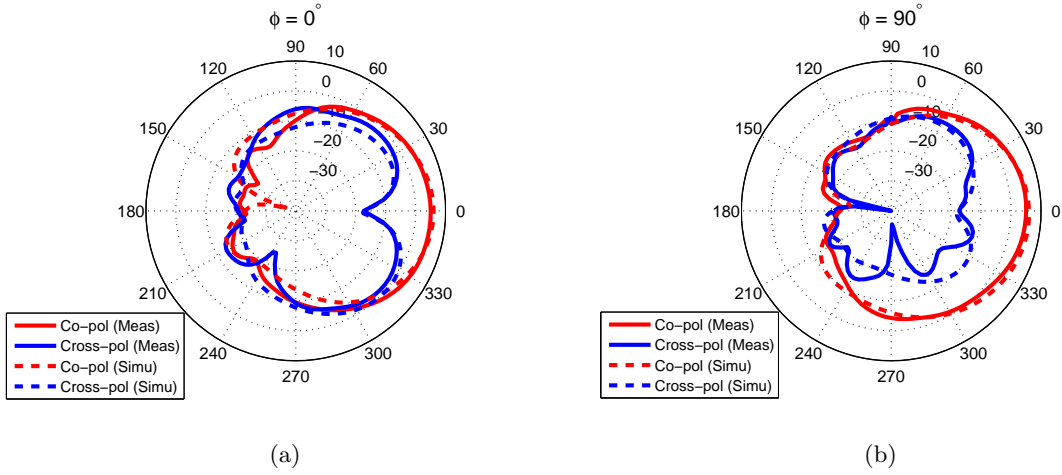 ϕ = 0°
90
10
120
60
0
−10
150
30
−20
−30
180
0
210
330
240
300
270
Co−pol (Meas)
Cross−pol (Meas)
Co−pol (Simu)
Cross−pol (Simu)
(a)
ϕ = 90°
90
10
120
60
0
−10
150
30
−20
−30
180
0
210
330
240
300
270
Co−pol (Meas)
Cross−pol (Meas)
Co−pol (Simu)
Cross−pol (Simu)
(b)